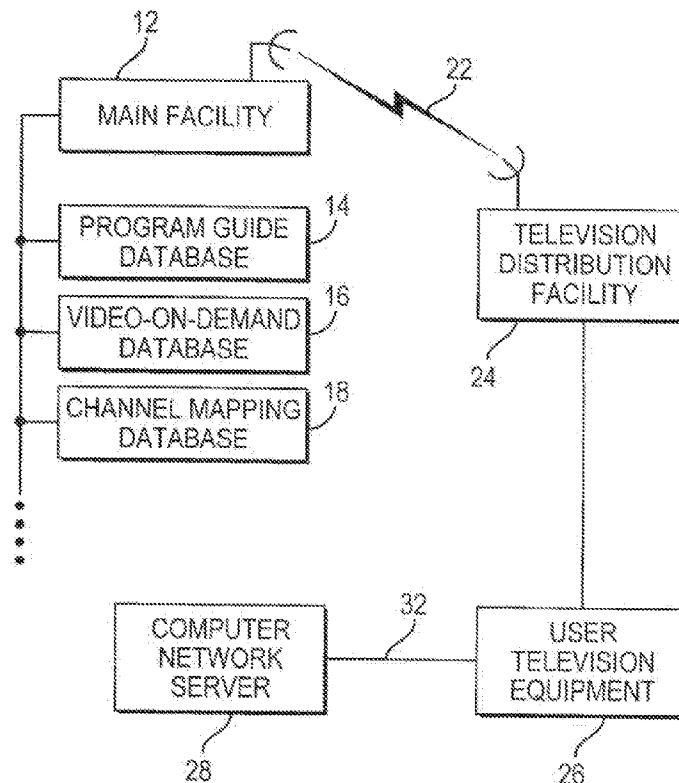 12
22
MAIN FACILITY
PROGRAM GUIDE
DATABASE
14
VIDEO-ON-DEMAND
DATABASE
16
CHANNEL MAPPING
DATABASE
18
TELEVISION
DISTRIBUTION
FACILITY
24
COMPUTER
NETWORK
SERVER
28
32
USER
TELEVISION
EQUIPMENT
26